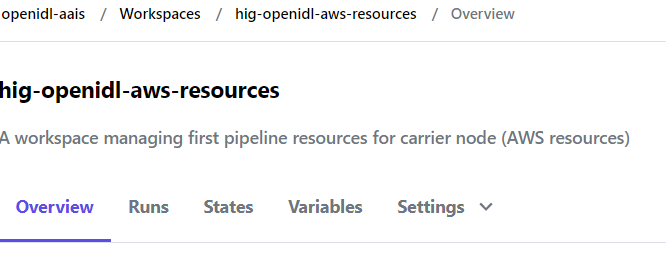 openidl-aais / Workspaces / hig-openidl-aws-resources / Overview
hig-openidl-aws-resources
A workspace managing first pipeline resources for carrier node (AWS resources)
Overview Runs States Variables Settings